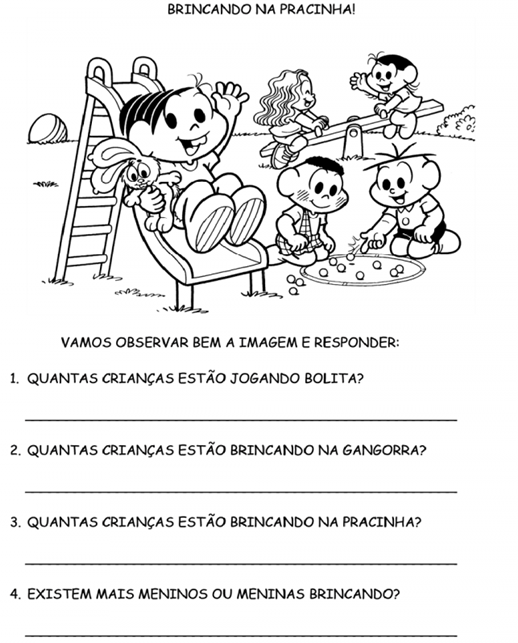 BRINCANDO NA PRACINHA!
VAMOS OBSERVAR BEM A IMAGEM E RESPONDER:
1. QUANTAS CRIANÇAS ESTÃO JOGANDO BOLITA?
2. QUANTAS CRIANÇAS ESTÃO BRINCANDO NA GANGORRA?
3. QUANTAS CRIANÇAS ESTÃO BRINCANDO NA PRACINHA?
4. EXISTEM MAIS MENINOS OU MENINAS BRINCANDO?